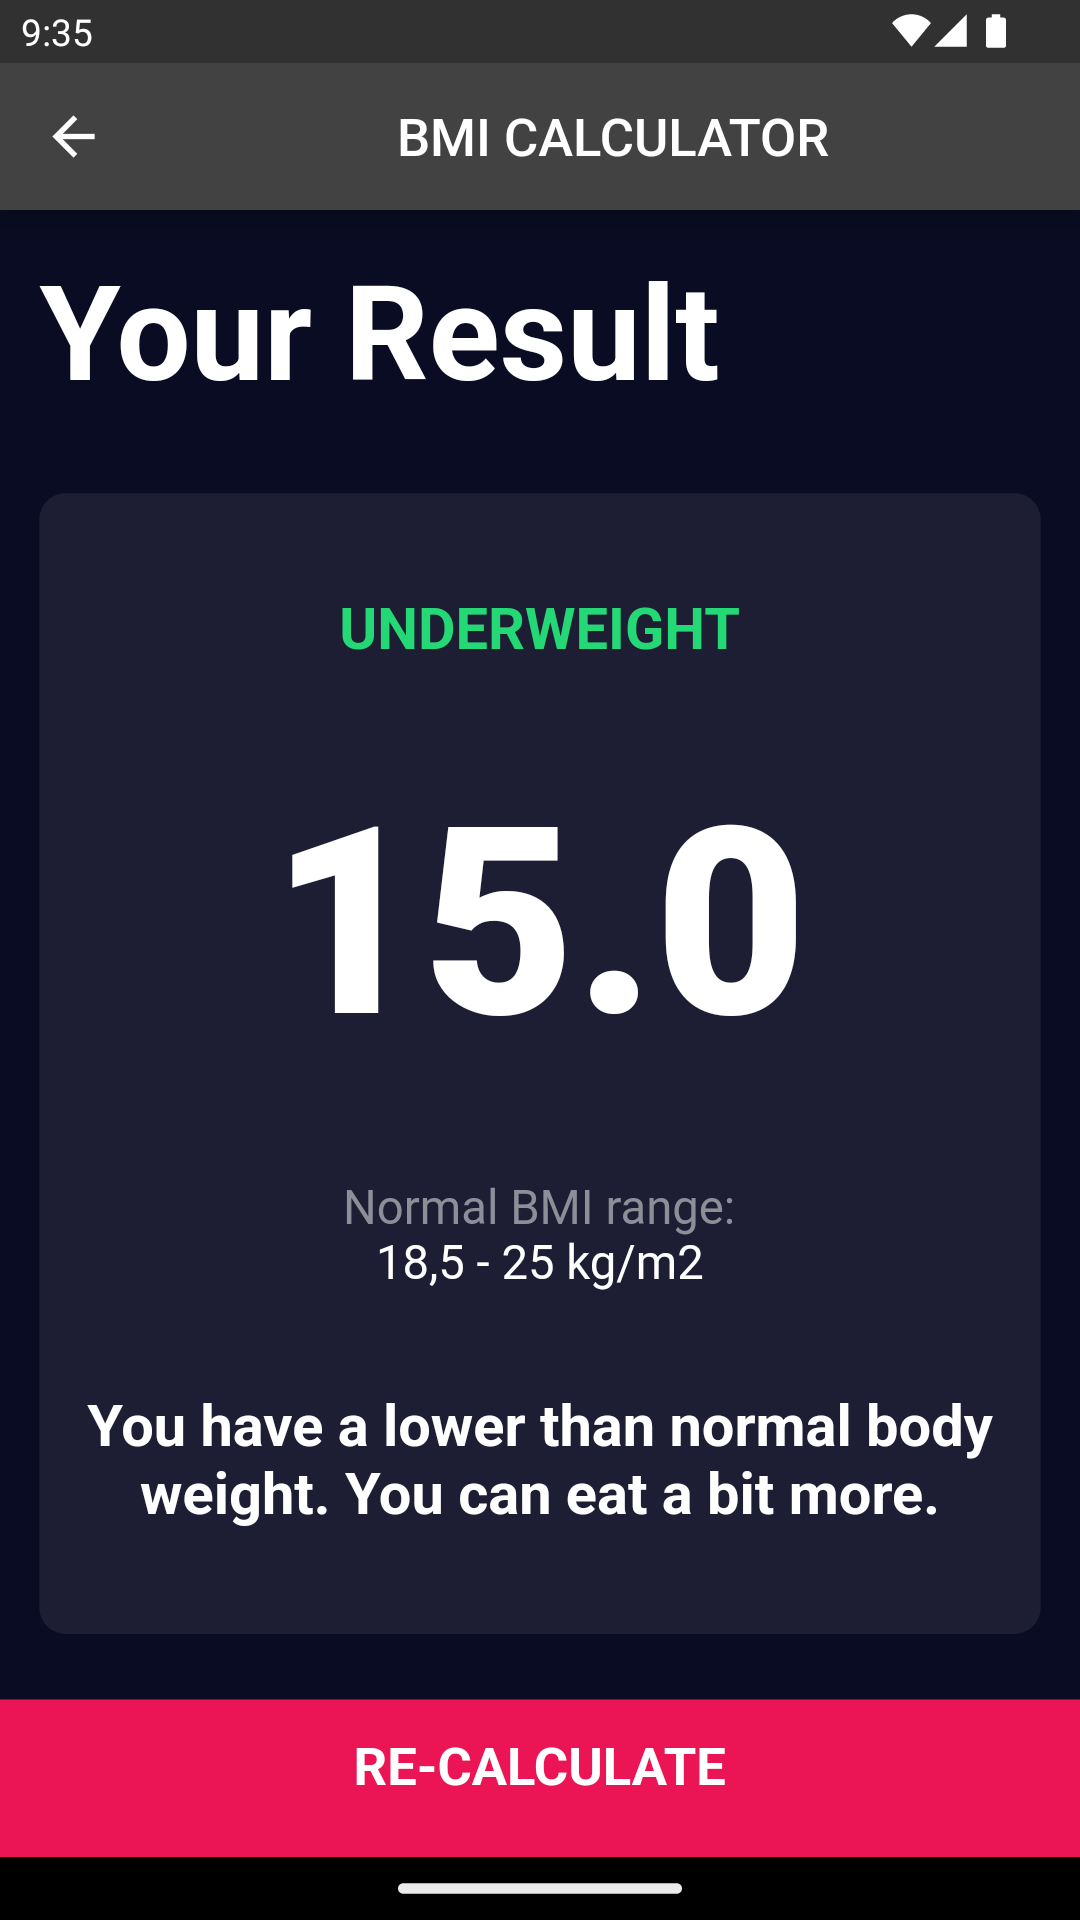 9:35
BMI CALCULATOR
Your Result
UNDERWEIGHT
15.0
Normal BMI range:
18,5 - 25 kg/m2
You have a lower than normal body
weight. You can eat a bit more.
RE-CALCULATE